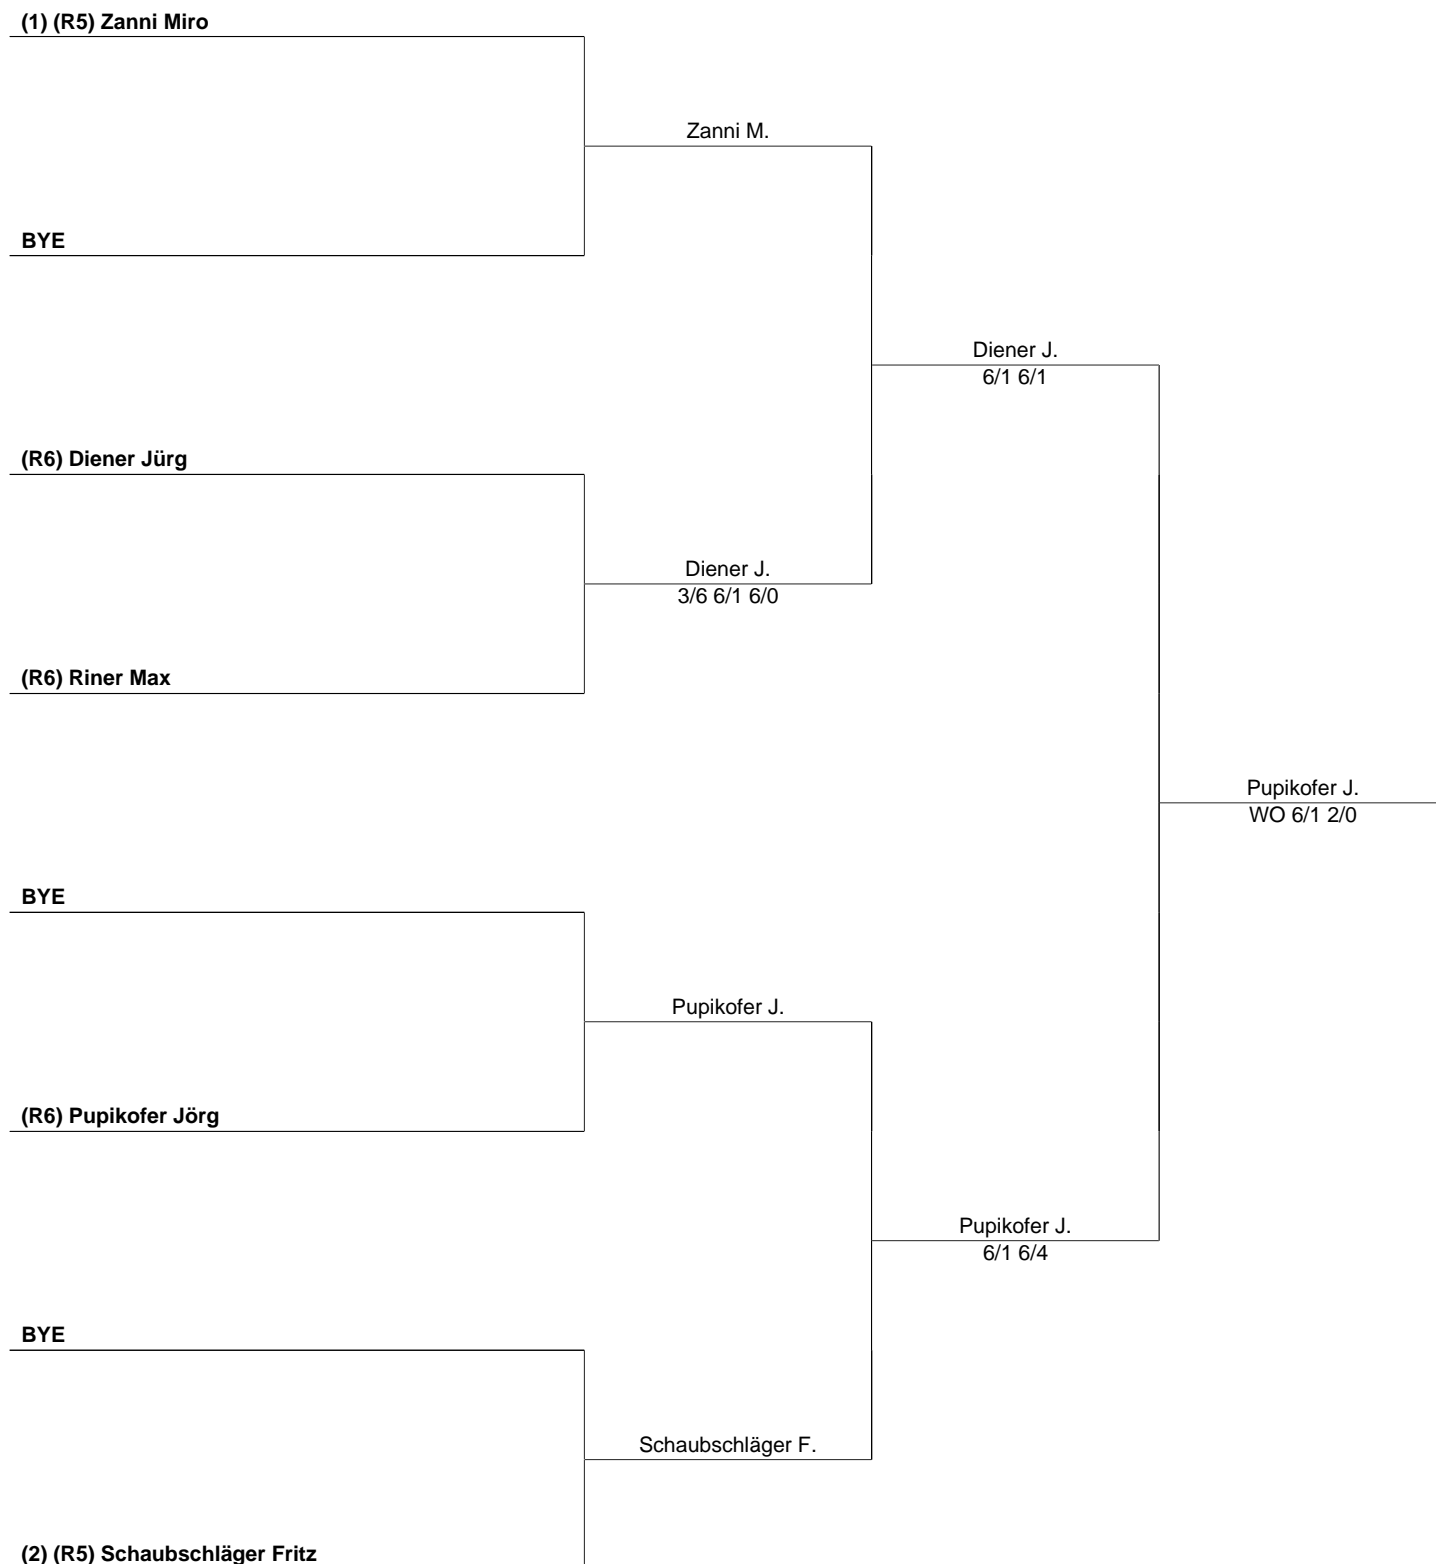 (1) (R5) Zanni Miro
Zanni M.
BYE
Diener J.
6/1 6/1
(R6) Diener Jürg
Diener J.
3/6 6/1 6/0
(R6) Riner Max
Pupikofer J.
WO 6/1 2/0
BYE
Pupikofer J.
(R6) Pupikofer Jörg
Pupikofer J.
6/1 6/4
BYE
Schaubschläger F.
(2) (R5) Schaubschläger Fritz